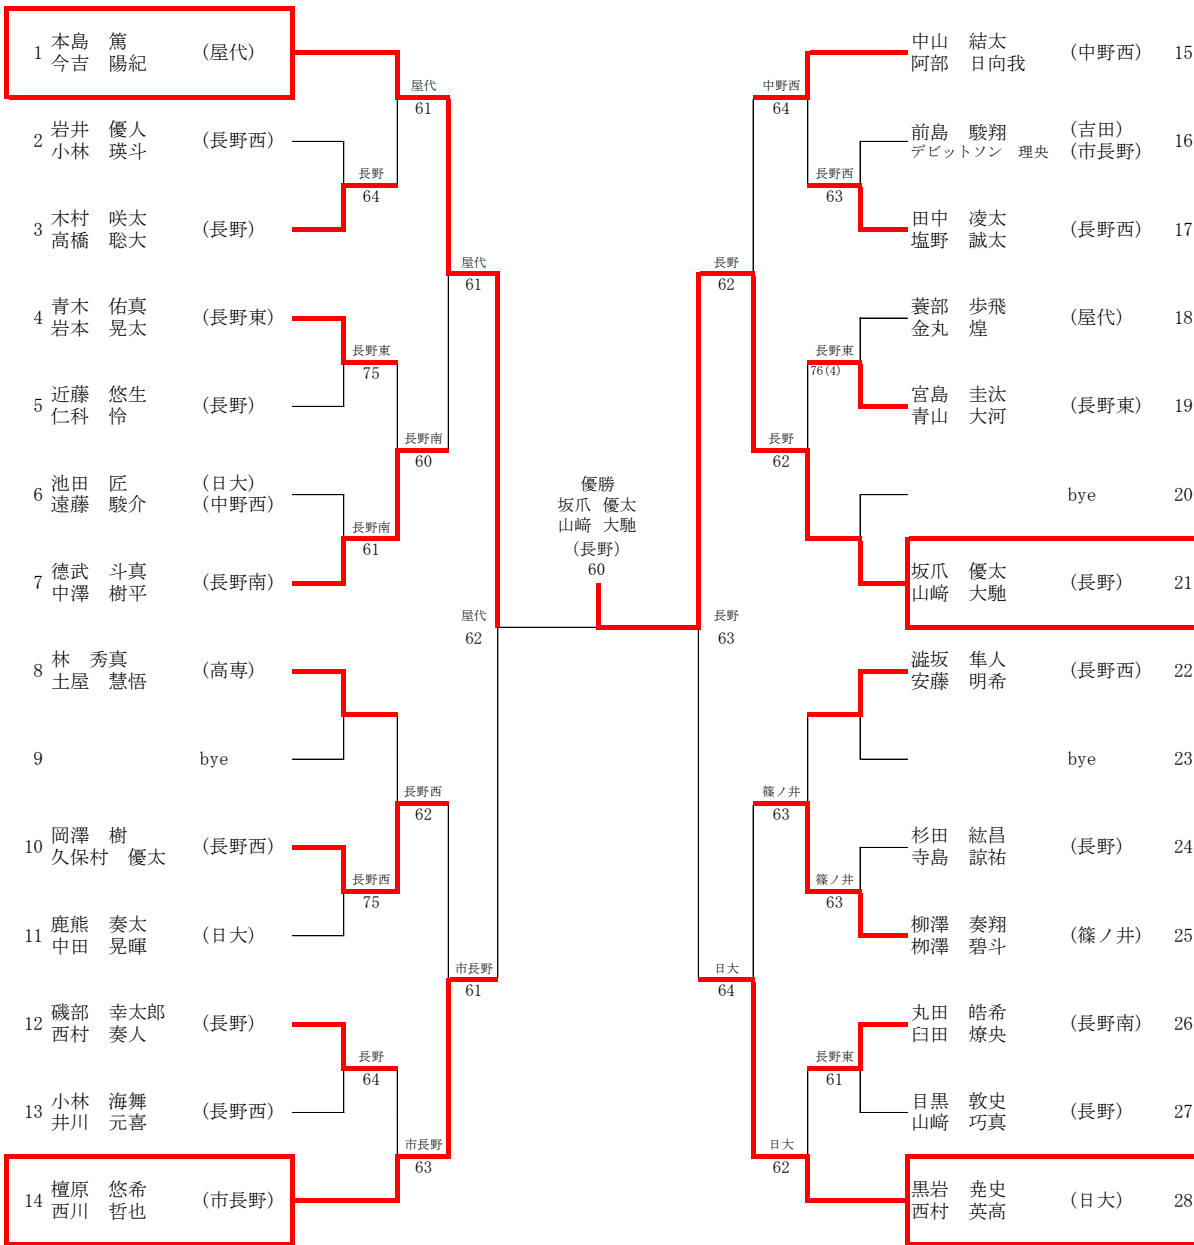 1 本島　篤 (屋代)
今吉　陽紀
2 岩井　優人 (長野西)
小林　瑛斗
3 木村　咲太 (長野)
高橋　聡大
4 青木　佑真 (長野東)
岩本　晃太
5 近藤　悠生 (長野)
仁科　怜
6 池田　匠 (日大)
遠藤　駿介 (中野西)
7 德武　斗真 (長野南)
中澤　樹平
8 林　秀真 (高専)
土屋　慧悟
9 bye
10 岡澤　樹 (長野西)
久保村　優太
11 鹿熊　奏太 (日大)
中田　晃暉
12 磯部　幸太郎 (長野)
西村　奏人
13 小林　海舞 (長野西)
井川　元喜
14 檀原　悠希 (市長野)
西川　哲也
屋代
61
長野
64
屋代
61
長野東
75
長野南
60
長野南
61
屋代
62
長野西
62
長野西
75
市長野
61
長野
64
市長野
63
優勝
坂爪　優太
山﨑　大馳
(長野)
60
中野西
64
長野西
63
長野
62
長野東
76(4)
長野
62
長野
63
篠ノ井
63
篠ノ井
63
日大
64
長野東
61
日大
62
中山　結太 (中野西) 15
阿部　日向我
前島　駿翔 (吉田) 16
デビットソン　理央 (市長野)
田中　凌太 (長野西) 17
塩野　誠太
蓑部　歩飛 (屋代) 18
金丸　煌
宮島　圭汰 (長野東) 19
青山　大河
bye 20
坂爪　優太 (長野) 21
山﨑　大馳
澁坂　隼人 (長野西) 22
安藤　明希
bye 23
杉田　紘昌 (長野) 24
寺島　諒祐
柳澤　奏翔 (篠ノ井) 25
栁澤　碧斗
丸田　皓希 (長野南) 26
臼田　燎央
目黒　敦史 (長野) 27
山﨑　巧真
黒岩　尭史 (日大) 28
西村　英高